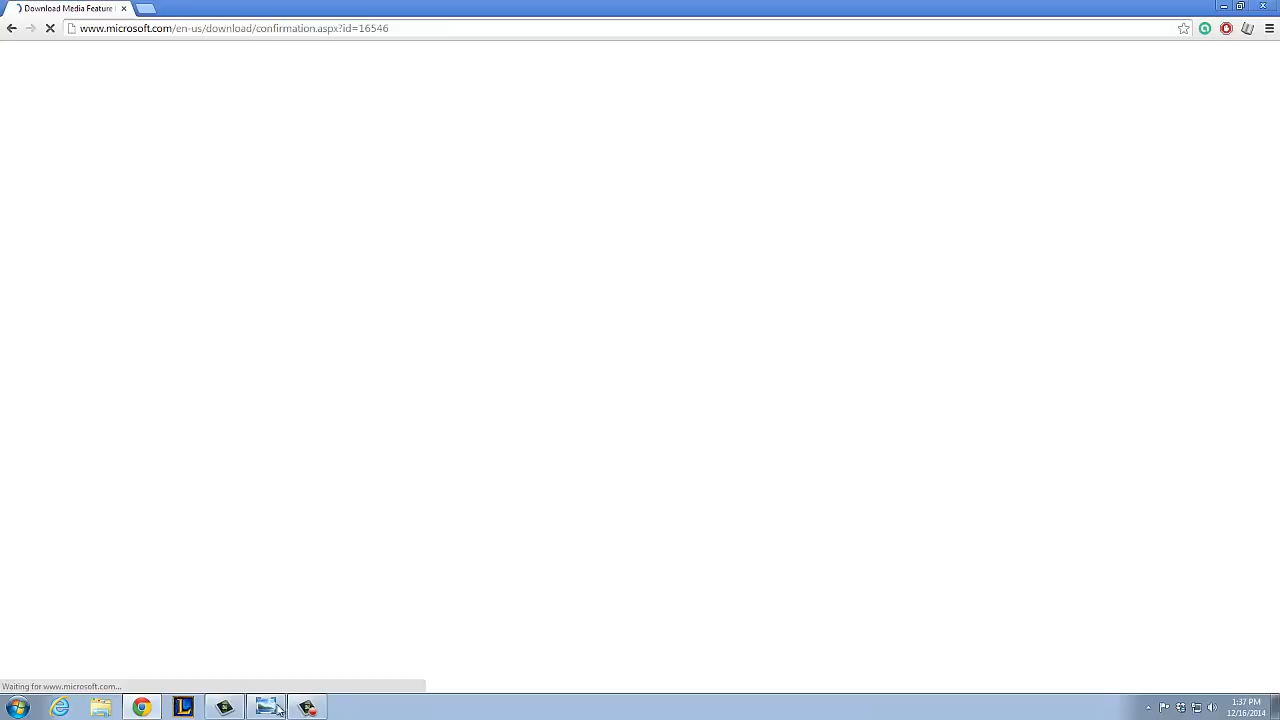 Download Media Feature
www.microsoft.com/en-us/download/confirmation.aspx?id=16546
Waiting for www.microsoft.com...
1:37 PM
12/16/2014